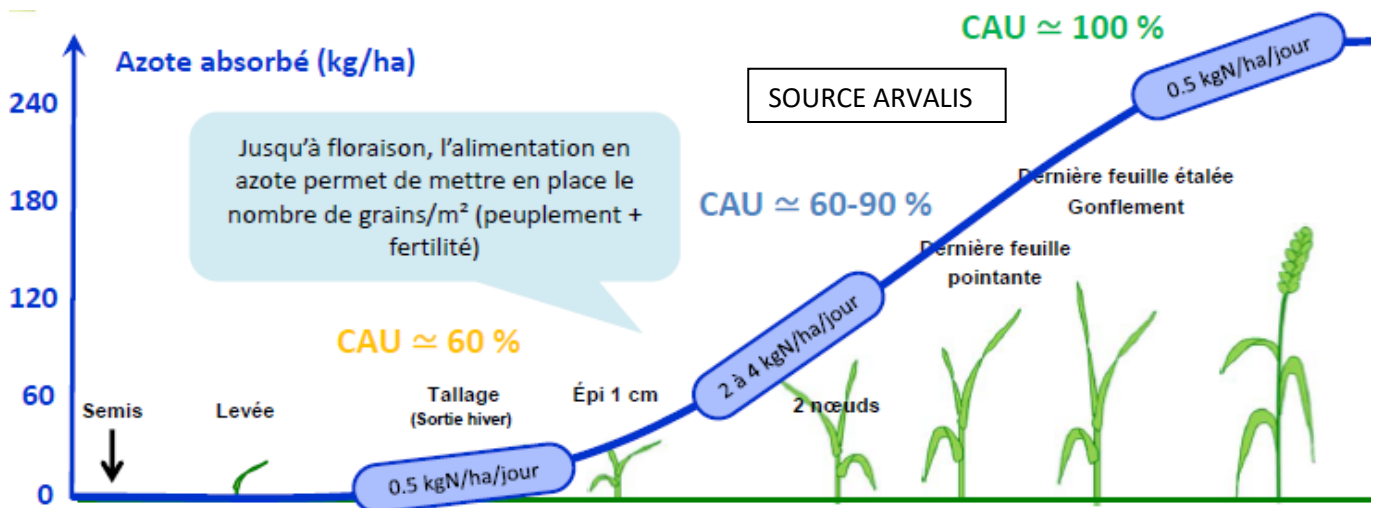 CAU ≃ 100 %
0.5 kgN/ha/jour
Azote absorbé (kg/ha)
240
SOURCE ARVALIS
Jusqu'à floraison, l'alimentation en
azote permet de mettre en place le
nombre de grains/m² (peuplement +
fertilité)
180
CAU ≃ 60-90 %
Dernière feuille étalée
Gonflement
Dernière feuille
pointante
120
CAU ≃ 60 %
2 à 4 kgN/ha/jour
60
Semis
Levée
Tallage
(Sortie hiver)
Épi 1 cm
2 nœuds
0.5 kgN/ha/jour
0